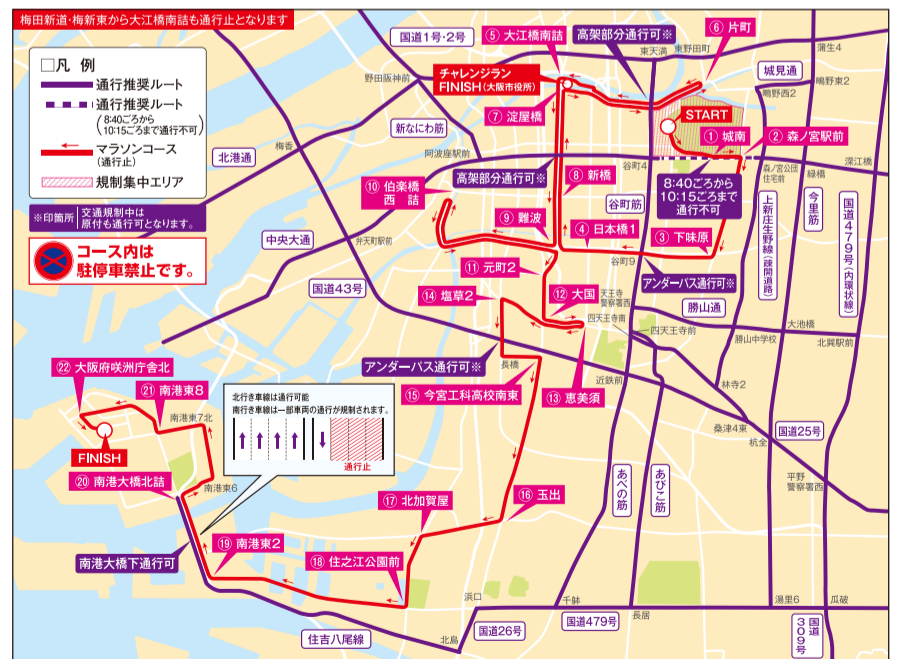 梅田新道・梅新東から大江橋南詰も通行止となります
□凡 例
通行推奨ルート
通行推奨ルート
(8:40ごろから
10:15ごろまで通行不可)
マラソンコース
(通行止)
規制集中エリア
※印箇所
交通規制中は
原付も通行可となります。
コース内は
駐停車禁止です。
国道1号・2号
⑤ 大江橋南詰
高架部分通行可※
⑥ 片町
東天満
東野田町
蒲生4
城見通
鴫野東2
鴫野西2
野田阪神前
チャレンジラン
FINISH(大阪市役所)
⑦ 淀屋橋
START
① 城南
② 森ノ宮駅前
新なにわ筋
北港通
梅香
阿波座駅前
高架部分通行可※
谷町4
森ノ宮公団
住宅前
緑橋
深江橋
8:40ごろから
10:15ごろまで
通行不可
⑧ 新橋
谷町筋
⑩ 伯楽橋
西 詰
⑨ 難波
④ 日本橋1
③ 下味原
上新庄生野線(疎開道路)
今里筋
国道479号(内環状線)
中央大通
弁天町駅前
谷町9
⑪ 元町2
アンダーパス通行可※
国道43号
⑭ 塩草2
⑫ 大国
天王寺
警察署西
勝山通
四天王寺南
四天王寺前
大池橋
勝山中学校
北巽駅前
アンダーパス通行可※
長橋
近鉄前
林寺2
⑮ 今宮工科高校南東
⑬ 恵美須
桑津4東
杭全
国道25号
平野
警察署西
㉒ 大阪府咲洲庁舎北
㉑ 南港東8
南港東7北
FINISH
北行き車線は通行可能
南行き車線は一部車両の通行が規制されます。
通行止
⑳ 南港大橋北詰
南港東6
⑰ 北加賀屋
⑯ 玉出
あべの筋
あびこ筋
⑲ 南港東2
南港大橋下通行可
⑱ 住之江公園前
浜口
千躰
長居
湯里6
瓜破
住吉八尾線
北島
国道26号
国道479号
国道309号